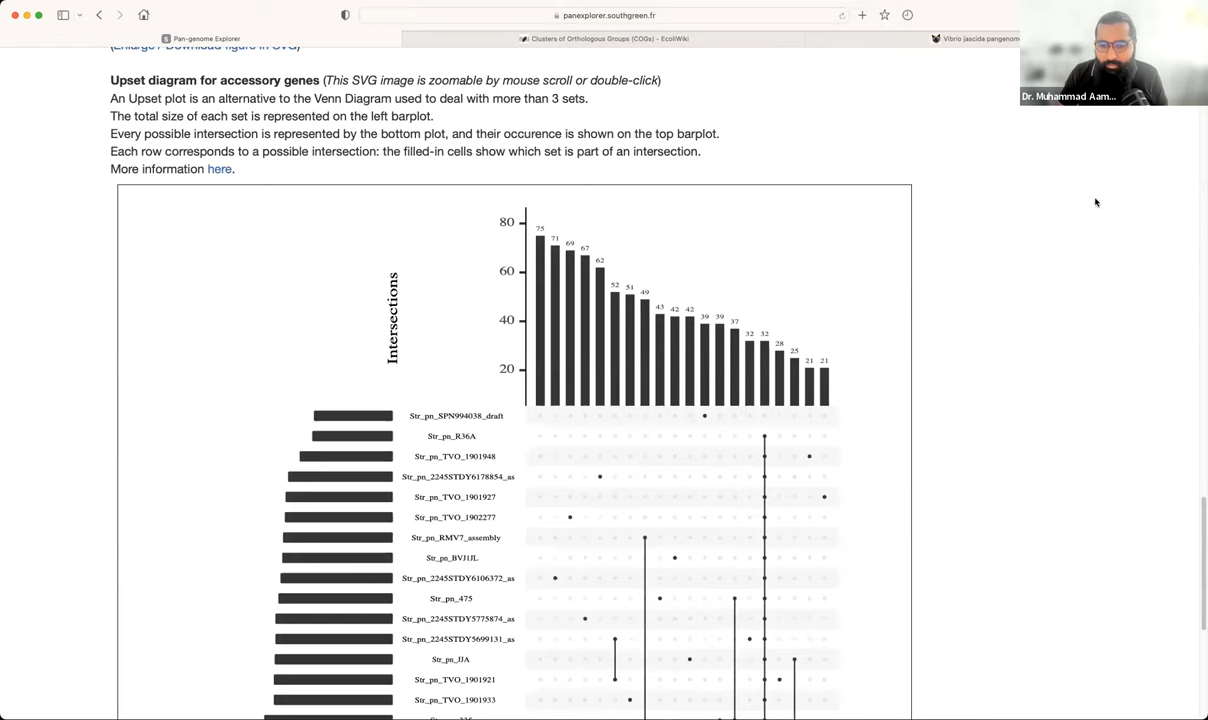 panexplorer.southgreen.fr
Pan-genome Explorer
Clusters of Orthologous Groups (COGs) - EcoliWiki
Vibrio jascida pangenom
(Enlarge / Download figure in SVG)
Dr. Muhammad Aam...
Upset diagram for accessory genes (This SVG image is zoomable by mouse scroll or double-click)
An Upset plot is an alternative to the Venn Diagram used to deal with more than 3 sets.
The total size of each set is represented on the left barplot.
Every possible intersection is represented by the bottom plot, and their occurence is shown on the top barplot.
Each row corresponds to a possible intersection: the filled-in cells show which set is part of an intersection.
More information here.
Intersections
80
60
40
20
75 71 69 67 62 52 51 49 43 42 42 39 39 37 32 32 28 25 21 21
Str_pn_SPN994038_draft
Str_pn_R36A
Str_pn_TVO_1901948
Str_pn_2245STDY6178854_as
Str_pn_TVO_1901927
Str_pn_TVO_1902277
Str_pn_RMV7_assembly
Str_pn_BVJ1JL
Str_pn_2245STDY6106372_as
Str_pn_475
Str_pn_2245STDY5775874_as
Str_pn_2245STDY5699131_as
Str_pn_JJA
Str_pn_TVO_1901921
Str_pn_TVO_1901933